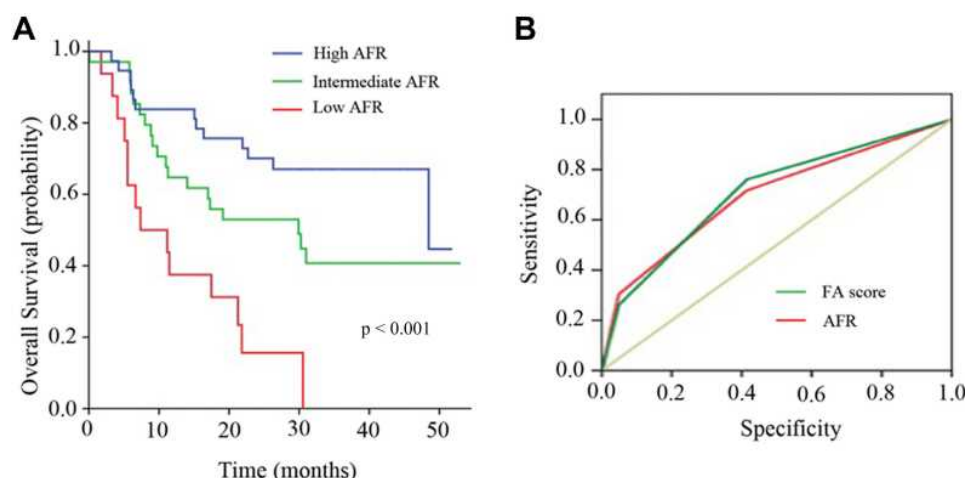 A
High AFR
Intermediate AFR
Low AFR
Overall Survival (probability)
1.0
0.8
0.6
0.4
0.2
0.0
p < 0.001
0 10 20 30 40 50
Time (months)
B
Sensitivity
1.0
0.8
0.6
0.4
0.2
0.0
FA score
AFR
0.0 0.2 0.4 0.6 0.8 1.0
Specificity